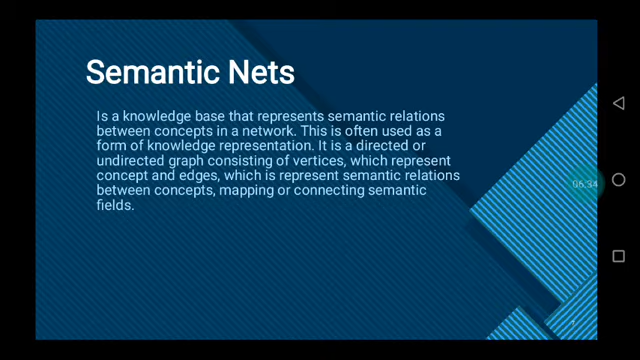 Semantic Nets
Is a knowledge base that represents semantic relations
between concepts in a network. This is often used as a
form of knowledge representation. It is a directed or
undirected graph consisting of vertices, which represent
concept and edges, which is represent semantic relations
between concepts, mapping or connecting semantic
fields.
06:34